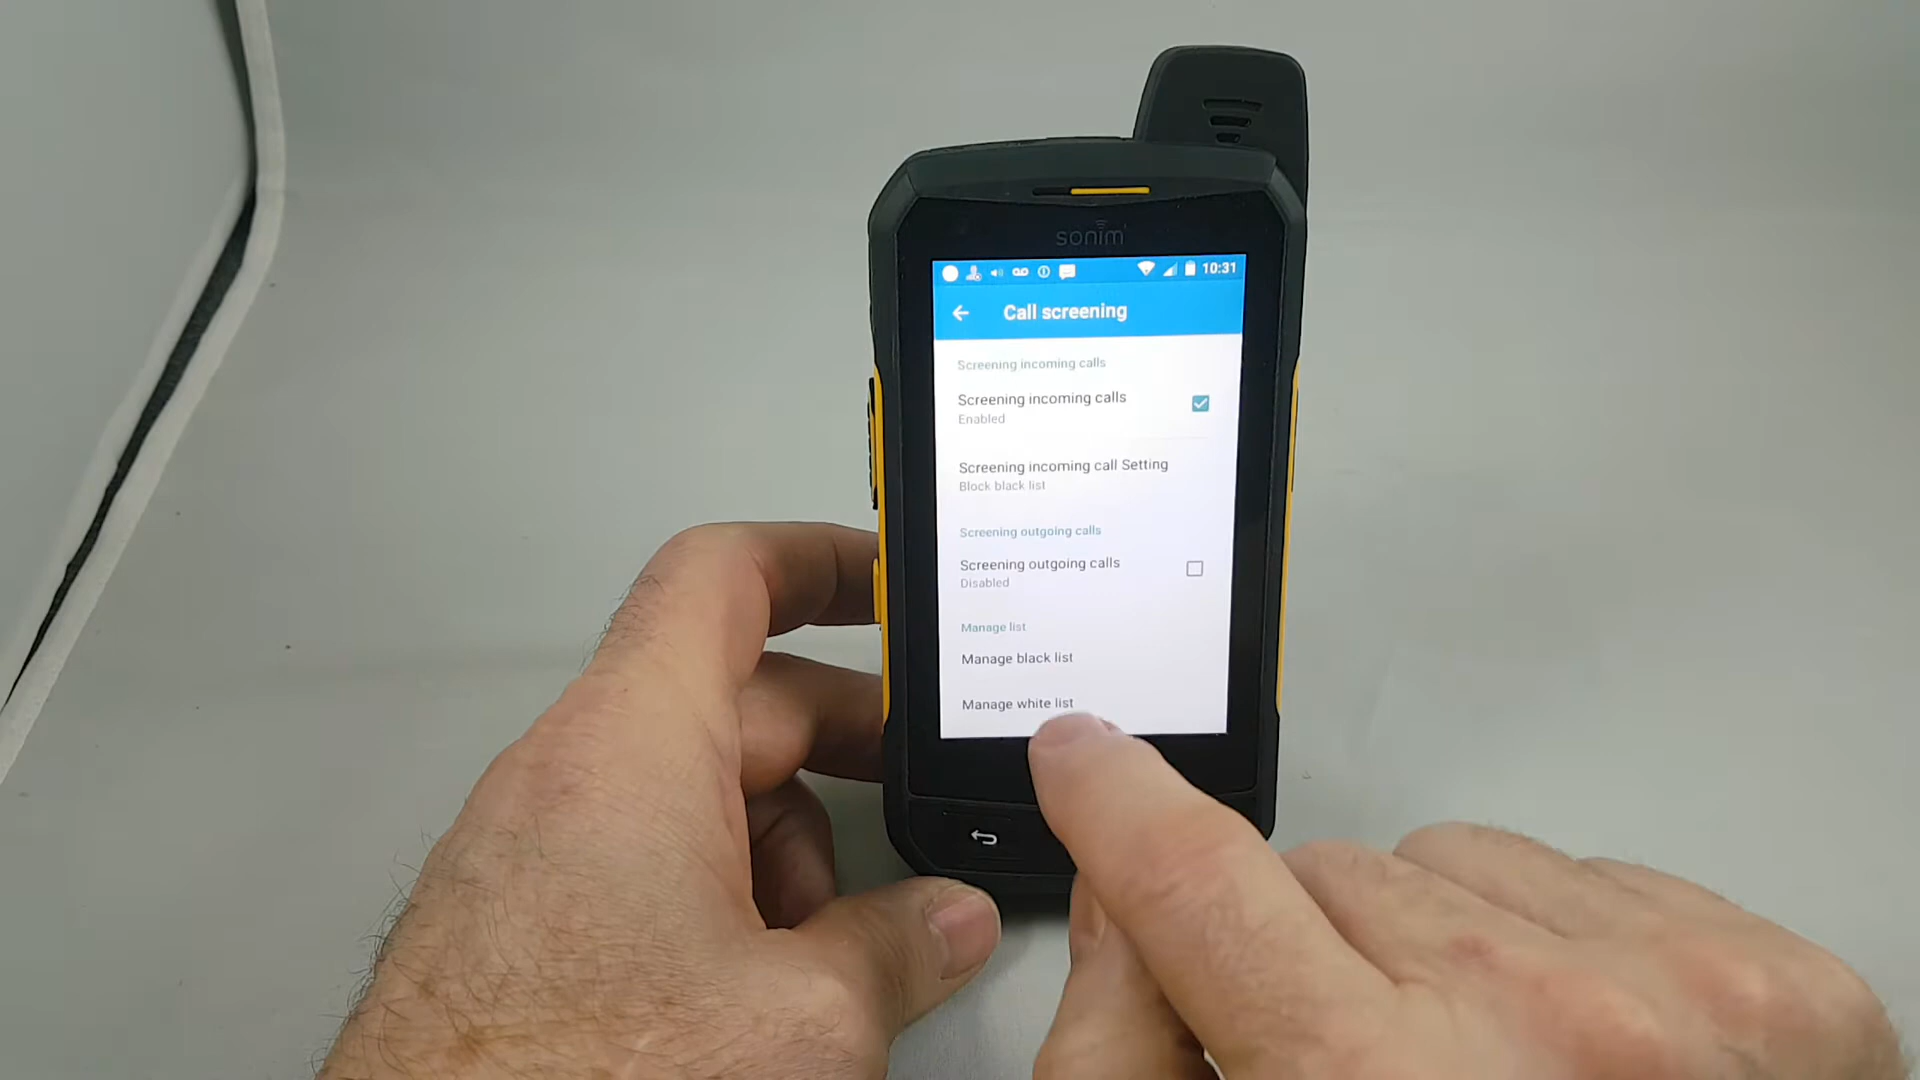 sonim
10:31
Call screening
Screening incoming calls
Screening incoming calls
Enabled
Screening incoming call Setting
Block black list
Screening outgoing calls
Screening outgoing calls
Disabled
Manage list
Manage black list
Manage white list